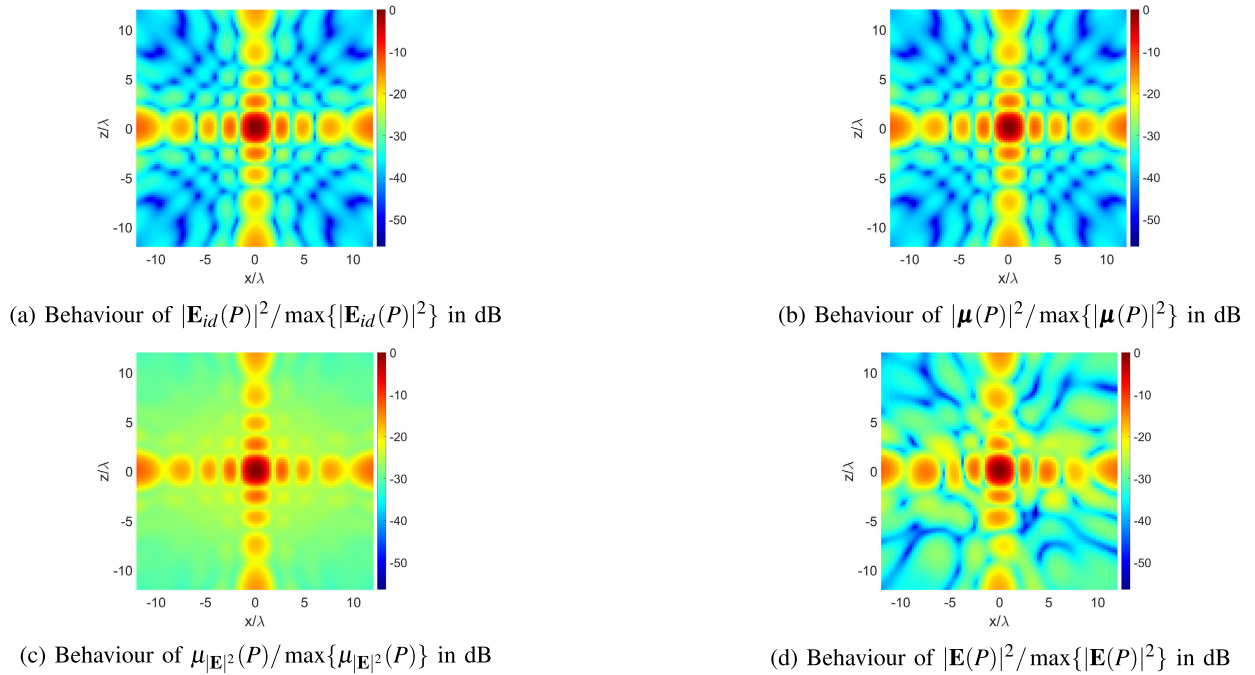 10
5
0
-5
-10
z/λ
-10 -5 0 5 10
x/λ
0
-10
-20
-30
-40
-50
(a) Behaviour of |𝐄_{id}(P)|²/max{|𝐄_{id}(P)|²} in dB
10
5
0
-5
-10
z/λ
-10 -5 0 5 10
x/λ
0
-10
-20
-30
-40
-50
(b) Behaviour of |𝝁(P)|²/max{|𝝁(P)|²} in dB
10
5
0
-5
-10
z/λ
-10 -5 0 5 10
x/λ
0
-10
-20
-30
-40
-50
(c) Behaviour of μ_{|𝐄|²}(P)/max{μ_{|𝐄|²}(P)} in dB
10
5
0
-5
-10
z/λ
-10 -5 0 5 10
x/λ
0
-10
-20
-30
-40
-50
(d) Behaviour of |𝐄(P)|²/max{|𝐄(P)|²} in dB